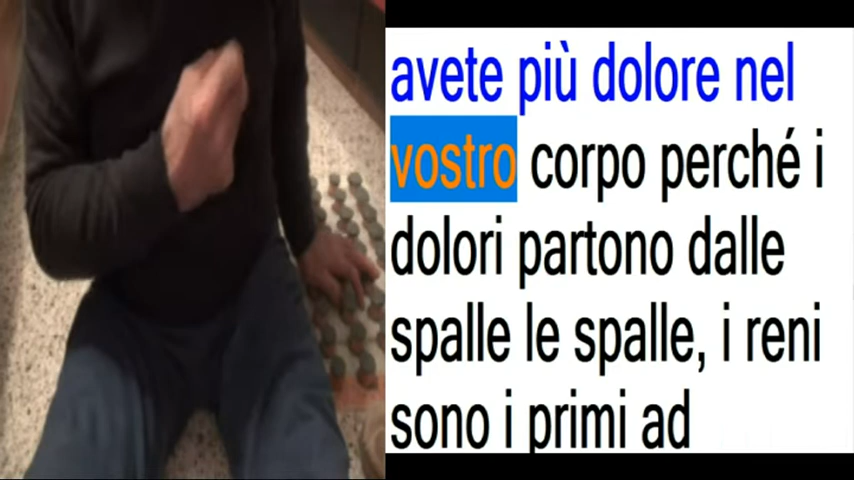 avete più dolore nel
vostro corpo perché i
dolori partono dalle
spalle le spalle, i reni
sono i primi ad